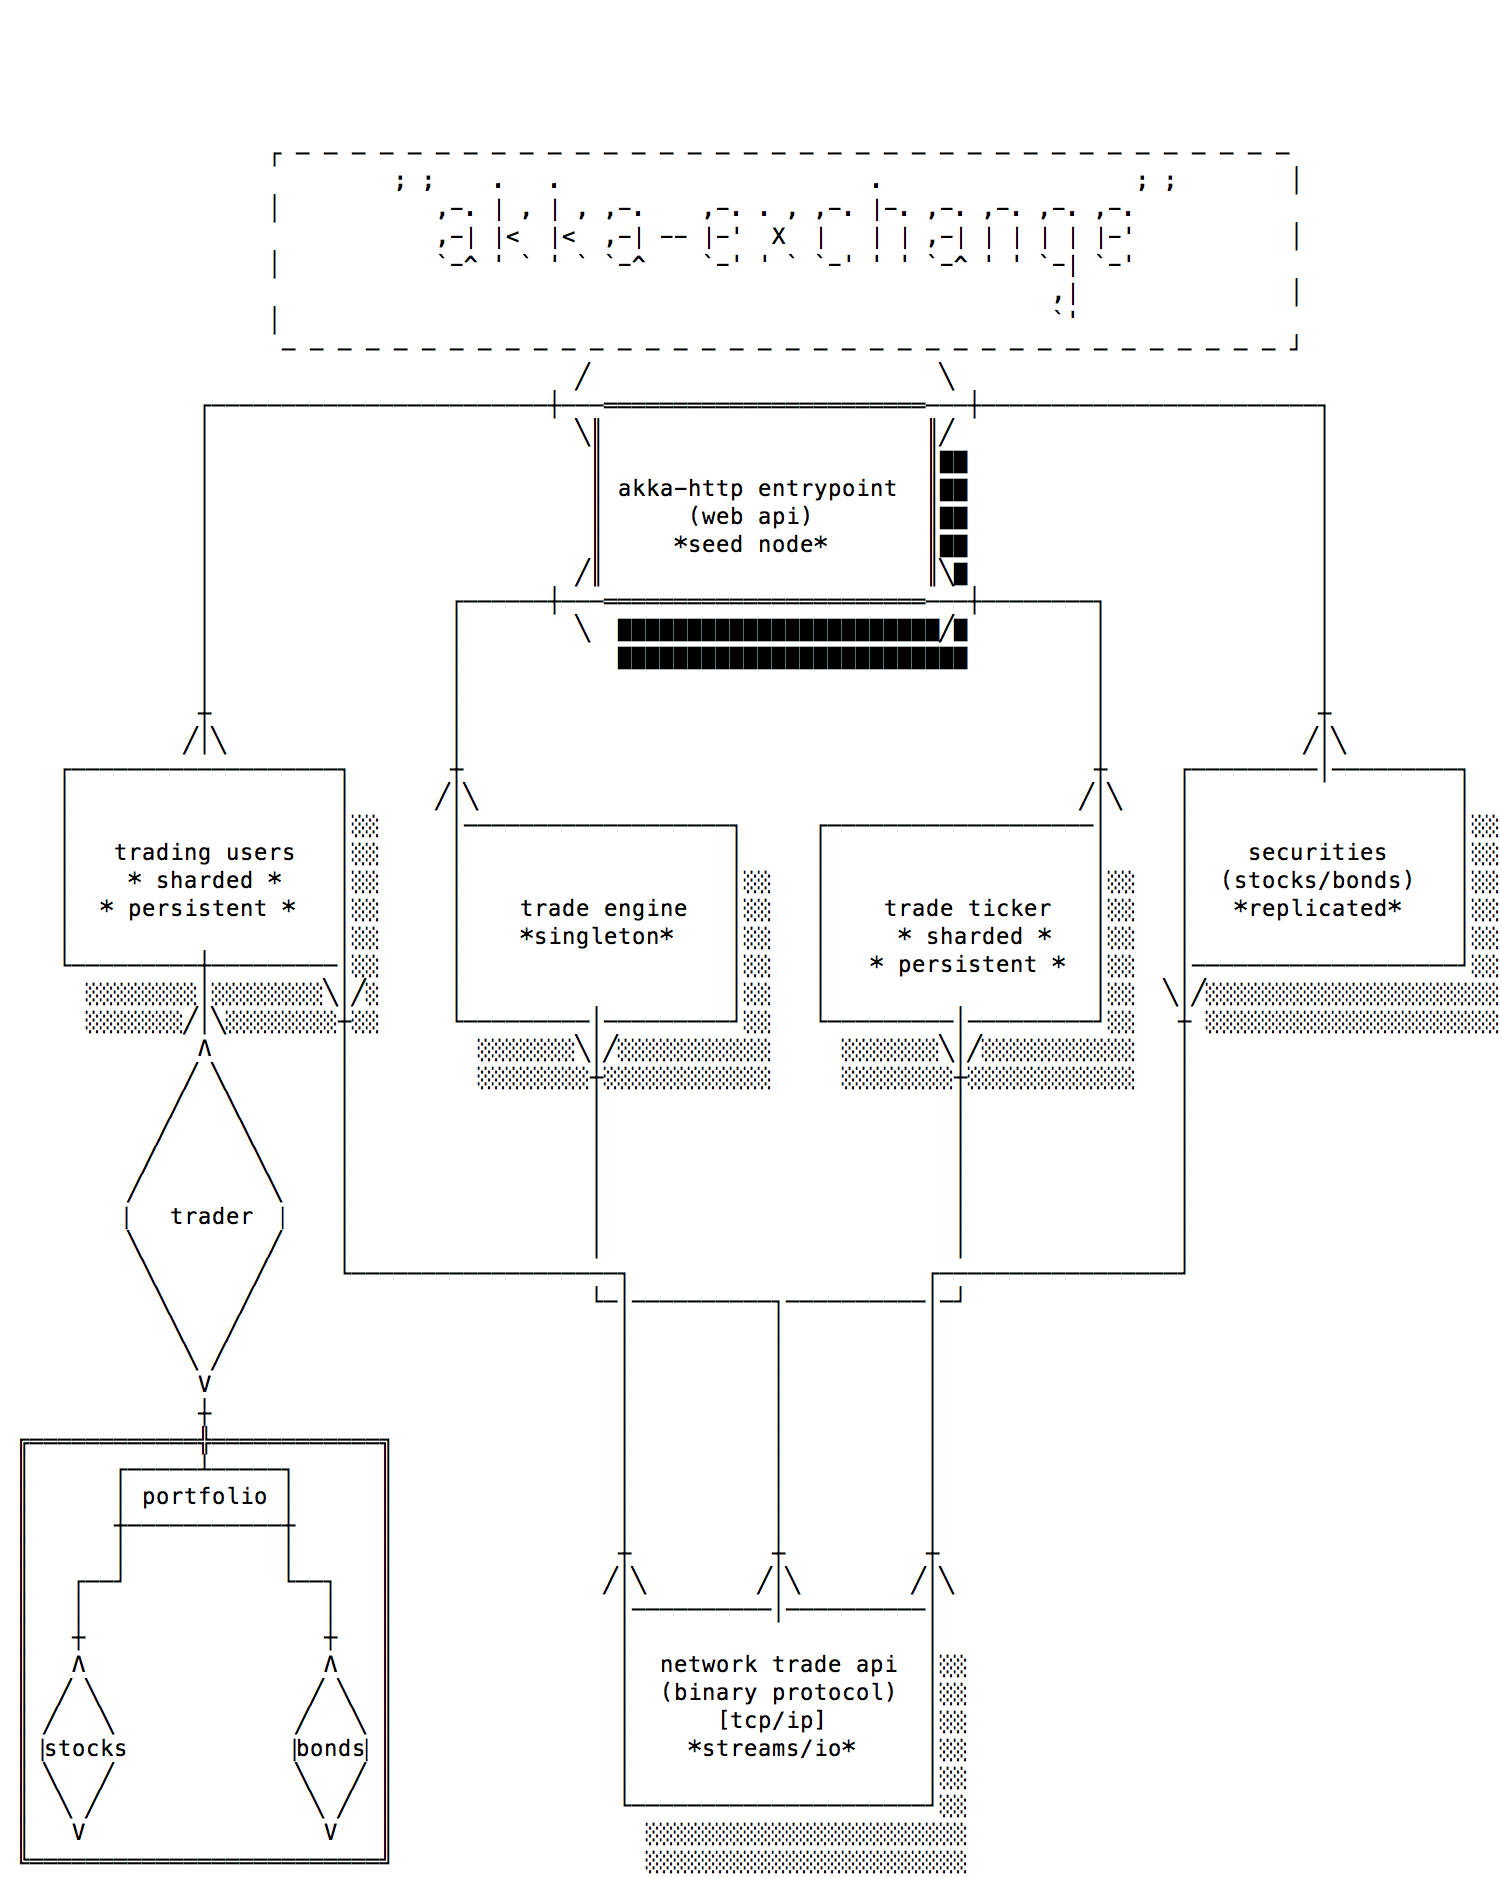 akka-exchange
akka-http entrypoint
(web api)
*seed node*
trading users
* sharded *
* persistent *
trade engine
*singleton*
trade ticker
* sharded *
* persistent *
securities
(stocks/bonds)
*replicated*
trader
portfolio
stocks
bonds
network trade api
(binary protocol)
[tcp/ip]
*streams/io*